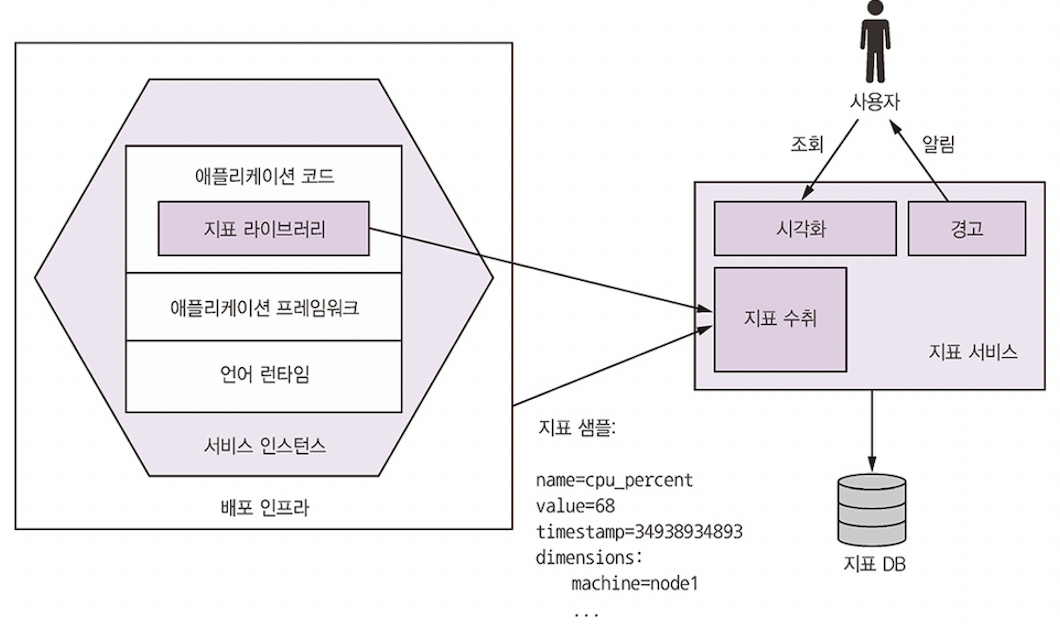 사용자
조회
알림
애플리케이션 코드
지표 라이브러리
애플리케이션 프레임워크
언어 런타임
서비스 인스턴스
배포 인프라
시각화
경고
지표 수취
지표 서비스
지표 샘플:
name=cpu_percent
value=68
timestamp=34938934893
dimensions:
machine=node1
...
지표 DB